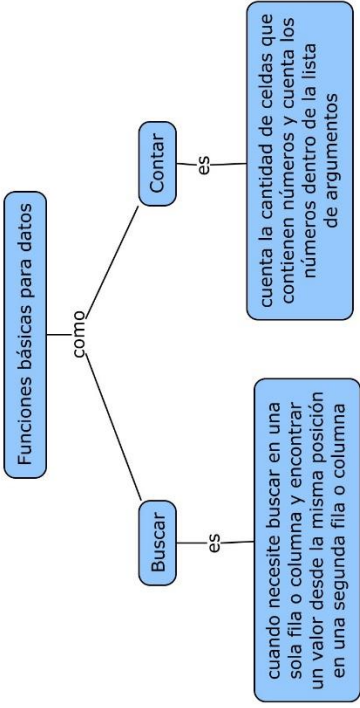 Funciones básicas para datos
como
Buscar
es
cuando necesite buscar en una
sola fila o columna y encontrar
un valor desde la misma posición
en una segunda fila o columna
Contar
es
cuenta la cantidad de celdas que
contienen números y cuenta los
números dentro de la lista
de argumentos